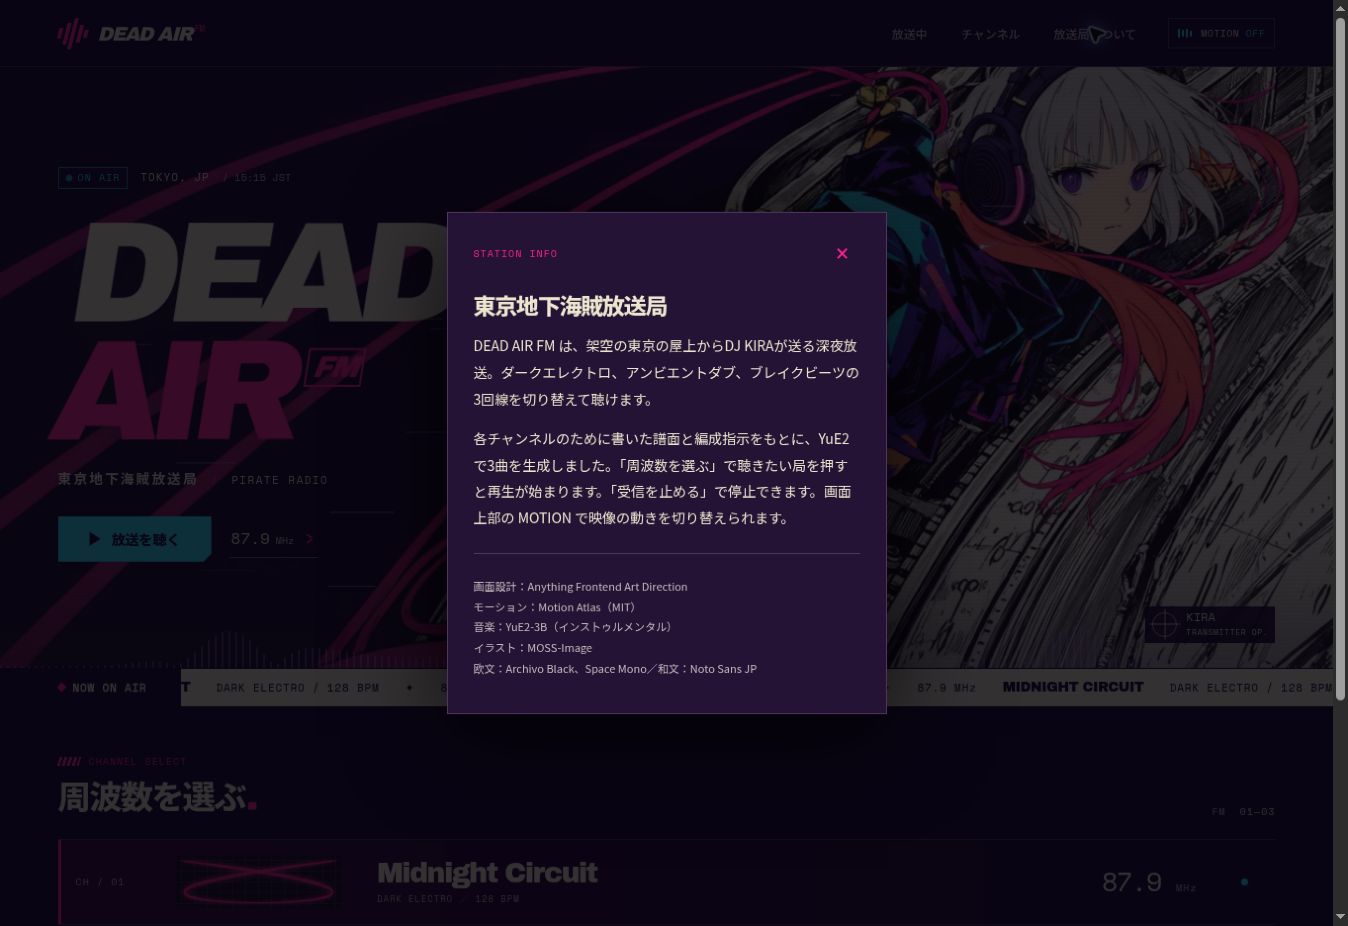 DEAD AIR FM
放送中
チャンネル
放送局について
MOTION OFF
ON AIR
TOKYO, JP / 15:15 JST
DEAD
AIR FM
東京地下海賊放送局 / PIRATE RADIO
放送を聴く
87.9 MHz
STATION INFO
東京地下海賊放送局
DEAD AIR FM は、架空の東京の屋上からDJ KIRAが送る深夜放
送。ダークエレクトロ、アンビエントダブ、ブレイクビーツの
3回線を切り替えて聴けます。
各チャンネルのために書いた譜面と編成指示をもとに、YuE2
で3曲を生成しました。「周波数を選ぶ」で聴きたい局を押す
と再生が始まります。「受信を止める」で停止できます。画面
上部の MOTION で映像の動きを切り替えられます。
画面設計：Anything Frontend Art Direction
モーション：Motion Atlas（MIT）
音楽：YuE2-3B（インストゥルメンタル）
イラスト：MOSS-Image
欧文：Archivo Black、Space Mono／和文：Noto Sans JP
KIRA
TRANSMITTER OP.
NOW ON AIR
T DARK ELECTRO / 128 BPM ✦ 8
87.9 MHz MIDNIGHT CIRCUIT DARK ELECTRO / 128 BPM
CHANNEL SELECT
周波数を選ぶ.
FM 01—03
CH / 01
Midnight Circuit
DARK ELECTRO ／ 128 BPM
87.9 MHz